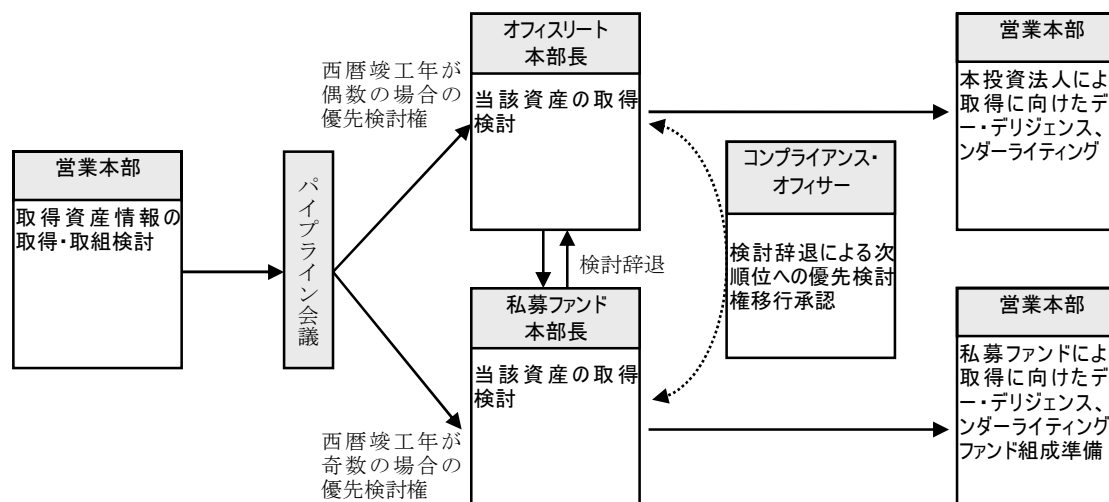 営業本部
取得資産情報の
取得・取組検討
パイプライン会議
西暦竣工年が
偶数の場合の
優先検討権
オフィスリート
本部長
当該資産の取得
検討
検討辞退
私募ファンド
本部長
当該資産の取得
検討
西暦竣工年が
奇数の場合の
優先検討権
コンプライアンス・
オフィサー
検討辞退による次
順位への優先検討
権移行承認
営業本部
本投資法人によ
取得に向けたデ
ー・デリジェンス、
ンダーライティング
営業本部
私募ファンドによ
取得に向けたデ
ー・デリジェンス、
ンダーライティング
ファンド組成準備